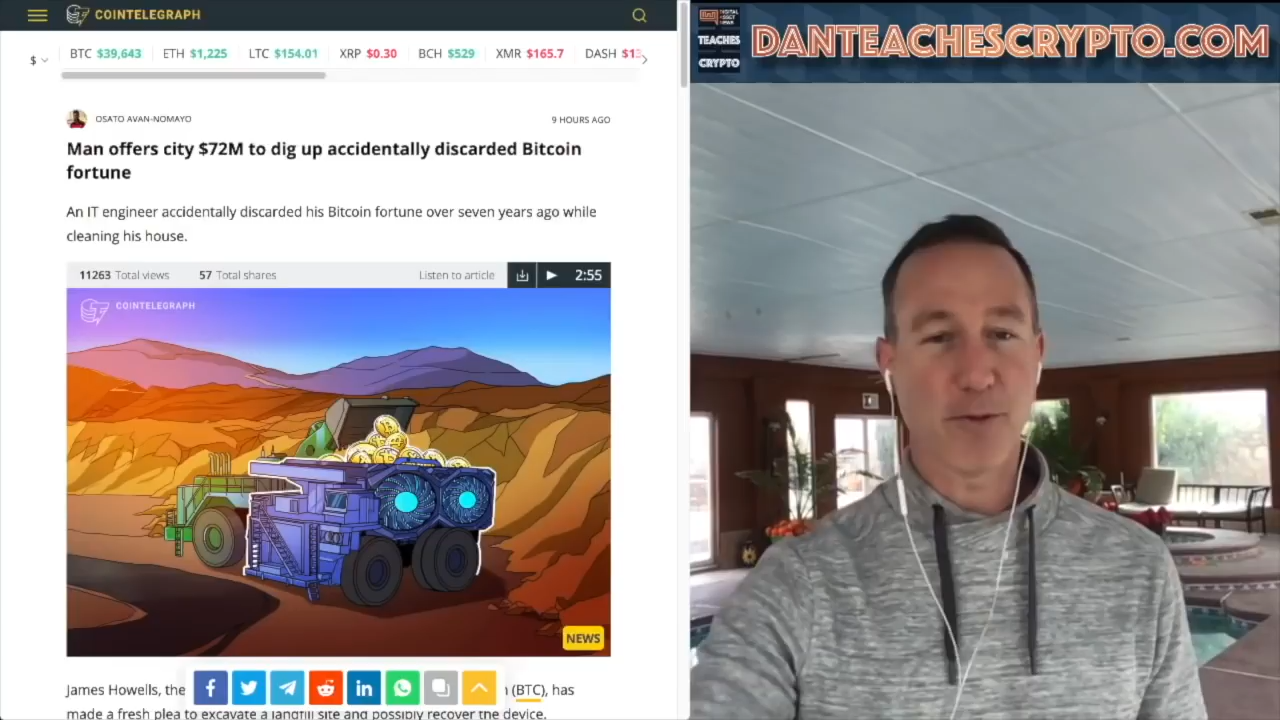 COINTELEGRAPH
$
BTC $39,643 ETH $1,225 LTC $154.01 XRP $0.30 BCH $529 XMR $165.7 DASH
OSATO AVAN-NOMAYO
9 HOURS AGO
Man offers city $72M to dig up accidentally discarded Bitcoin
fortune
An IT engineer accidentally discarded his Bitcoin fortune over seven years ago while
cleaning his house.
11263 Total views 57 Total shares Listen to article 2:55
COINTELEGRAPH
NEWS
James Howells, the (BTC), has
made a fresh plea to excavate a landfill site and possibly recover the device.
DIGITAL
ASSET
NEWS
TEACHES
CRYPTO
DANTEACHESCRYPTO.COM